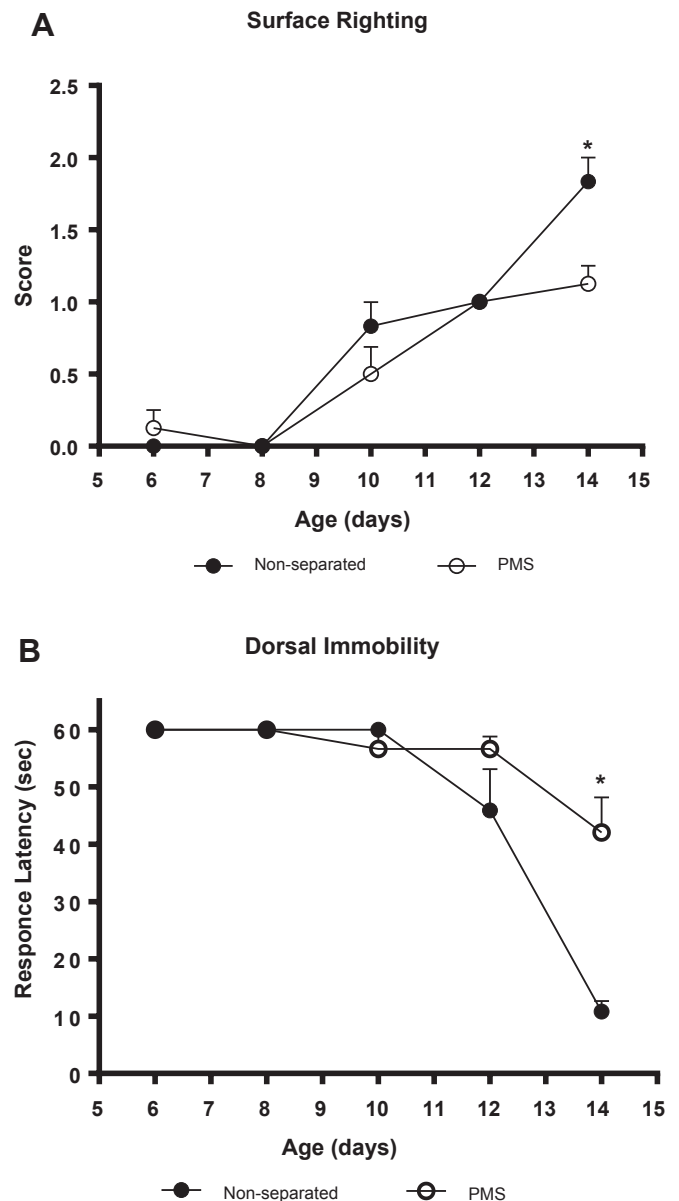 A
Surface Righting
2.5
2.0
1.5
1.0
0.5
0.0
Score
*
5 6 7 8 9 10 11 12 13 14 15
Age (days)
Non-separated PMS
B
Dorsal Immobility
60
50
40
30
20
10
0
Responce Latency (sec)
*
5 6 7 8 9 10 11 12 13 14 15
Age (days)
Non-separated PMS